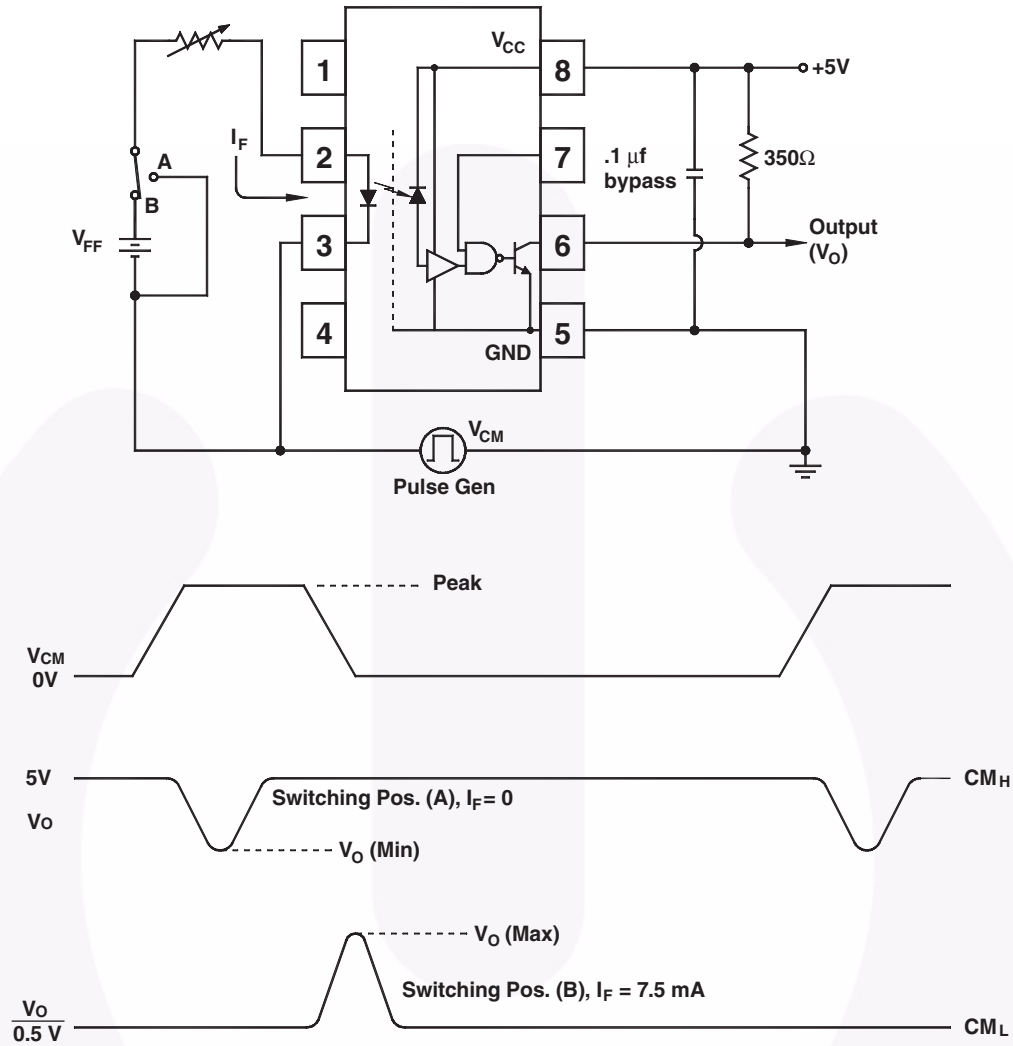 V_CC
1
8
+5V
I_F
A
2
7
.1 μf
bypass
350Ω
B
V_FF
3
6
Output
(V_O)
4
5
GND
V_CM
Pulse Gen
Peak
V_CM
0V
5V
CM_H
Switching Pos. (A), I_F = 0
V_O
V_O (Min)
V_O (Max)
Switching Pos. (B), I_F = 7.5 mA
V_O
0.5 V
CM_L